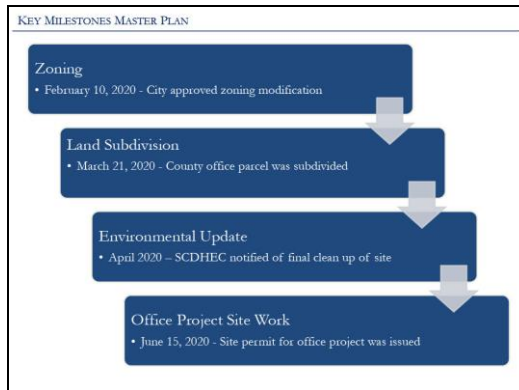 KEY MILESTONES MASTER PLAN
Zoning
• February 10, 2020 - City approved zoning modification
Land Subdivision
• March 21, 2020 - County office parcel was subdivided
Environmental Update
• April 2020 – SCDHEC notified of final clean up of site
Office Project Site Work
• June 15, 2020 - Site permit for office project was issued